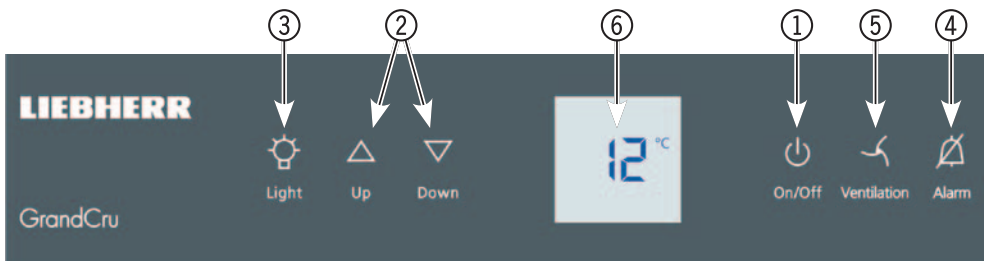 3 2 6 1 5 4
LIEBHERR
12 °C
Light Up Down On/Off Ventilation Alarm
GrandCru